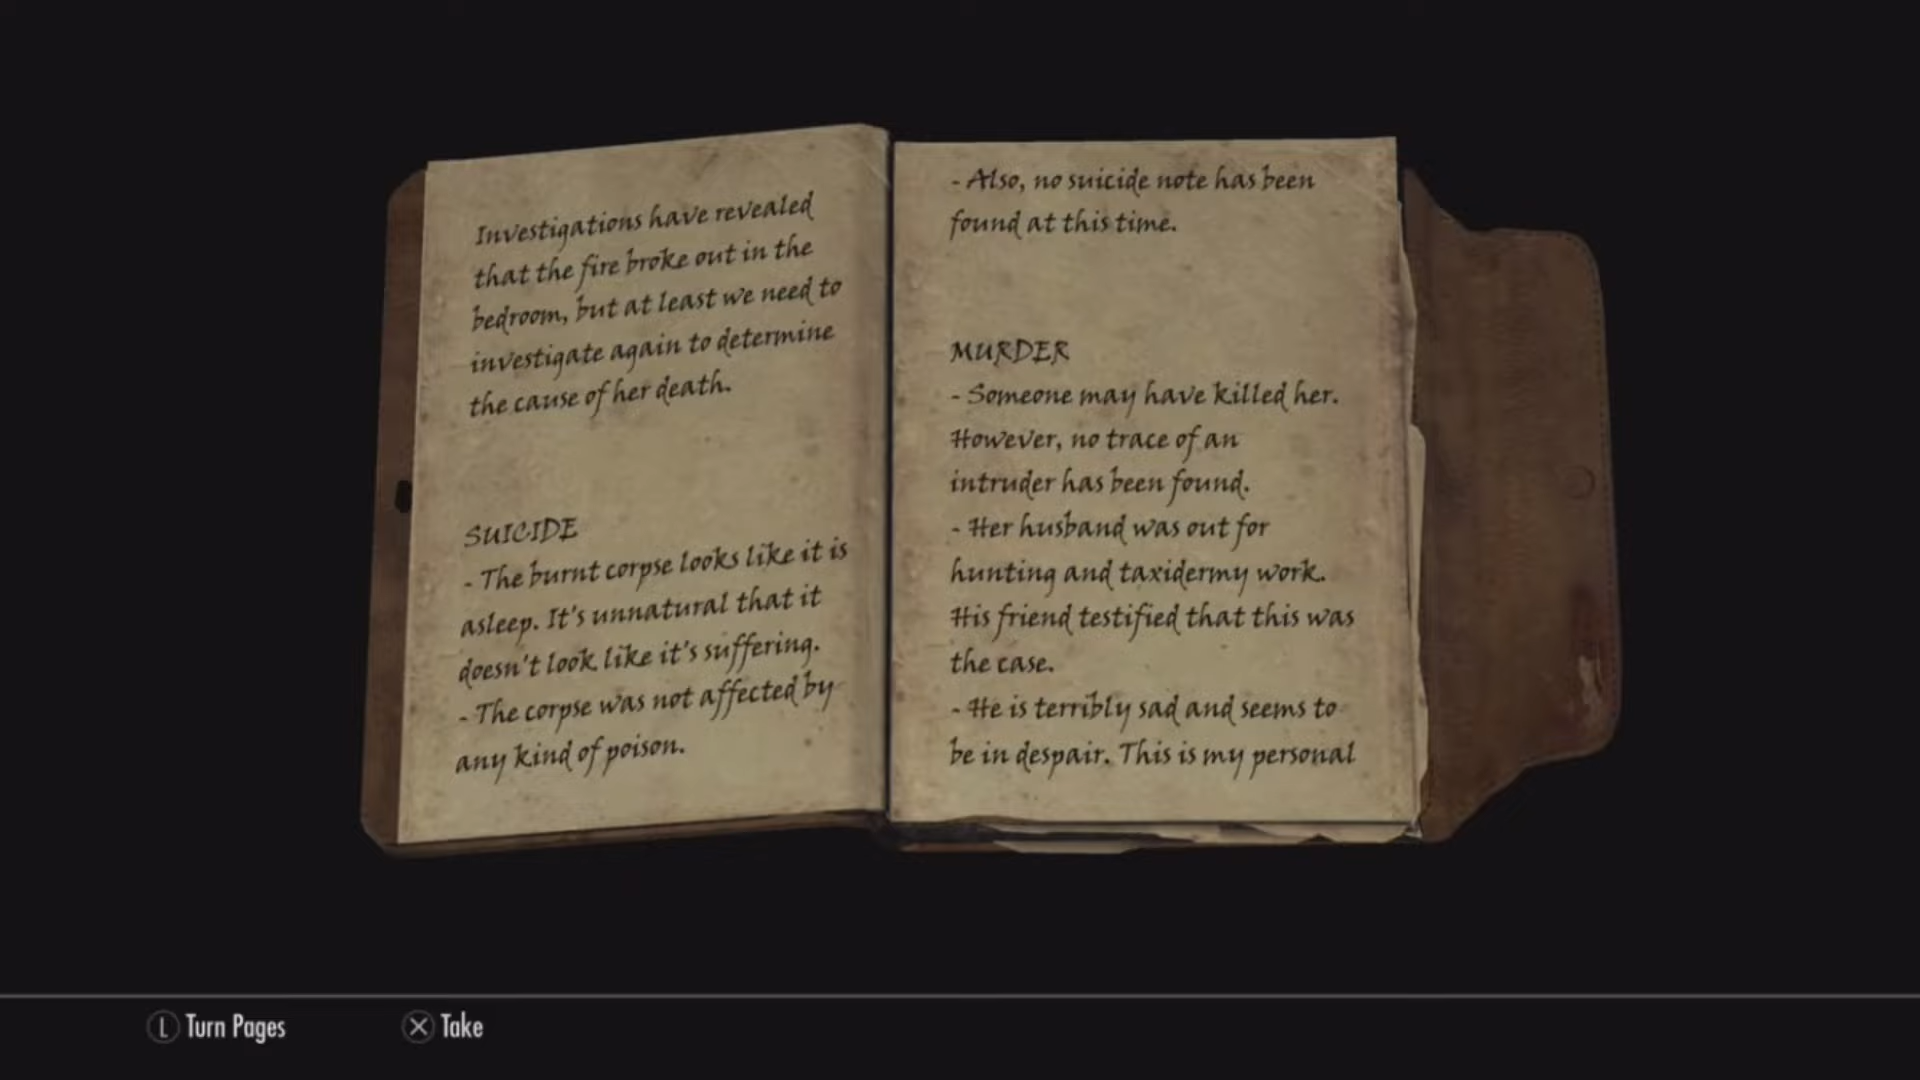 Investigations have revealed
that the fire broke out in the
bedroom, but at least we need to
investigate again to determine
the cause of her death.
SUICIDE
- The burnt corpse looks like it is
asleep. It's unnatural that it
doesn't look like it's suffering.
- The corpse was not affected by
any kind of poison.
- Also, no suicide note has been
found at this time.
MURDER
- Someone may have killed her.
However, no trace of an
intruder has been found.
- Her husband was out for
hunting and taxidermy work.
His friend testified that this was
the case.
- He is terribly sad and seems to
be in despair. This is my personal
L Turn Pages
X Take